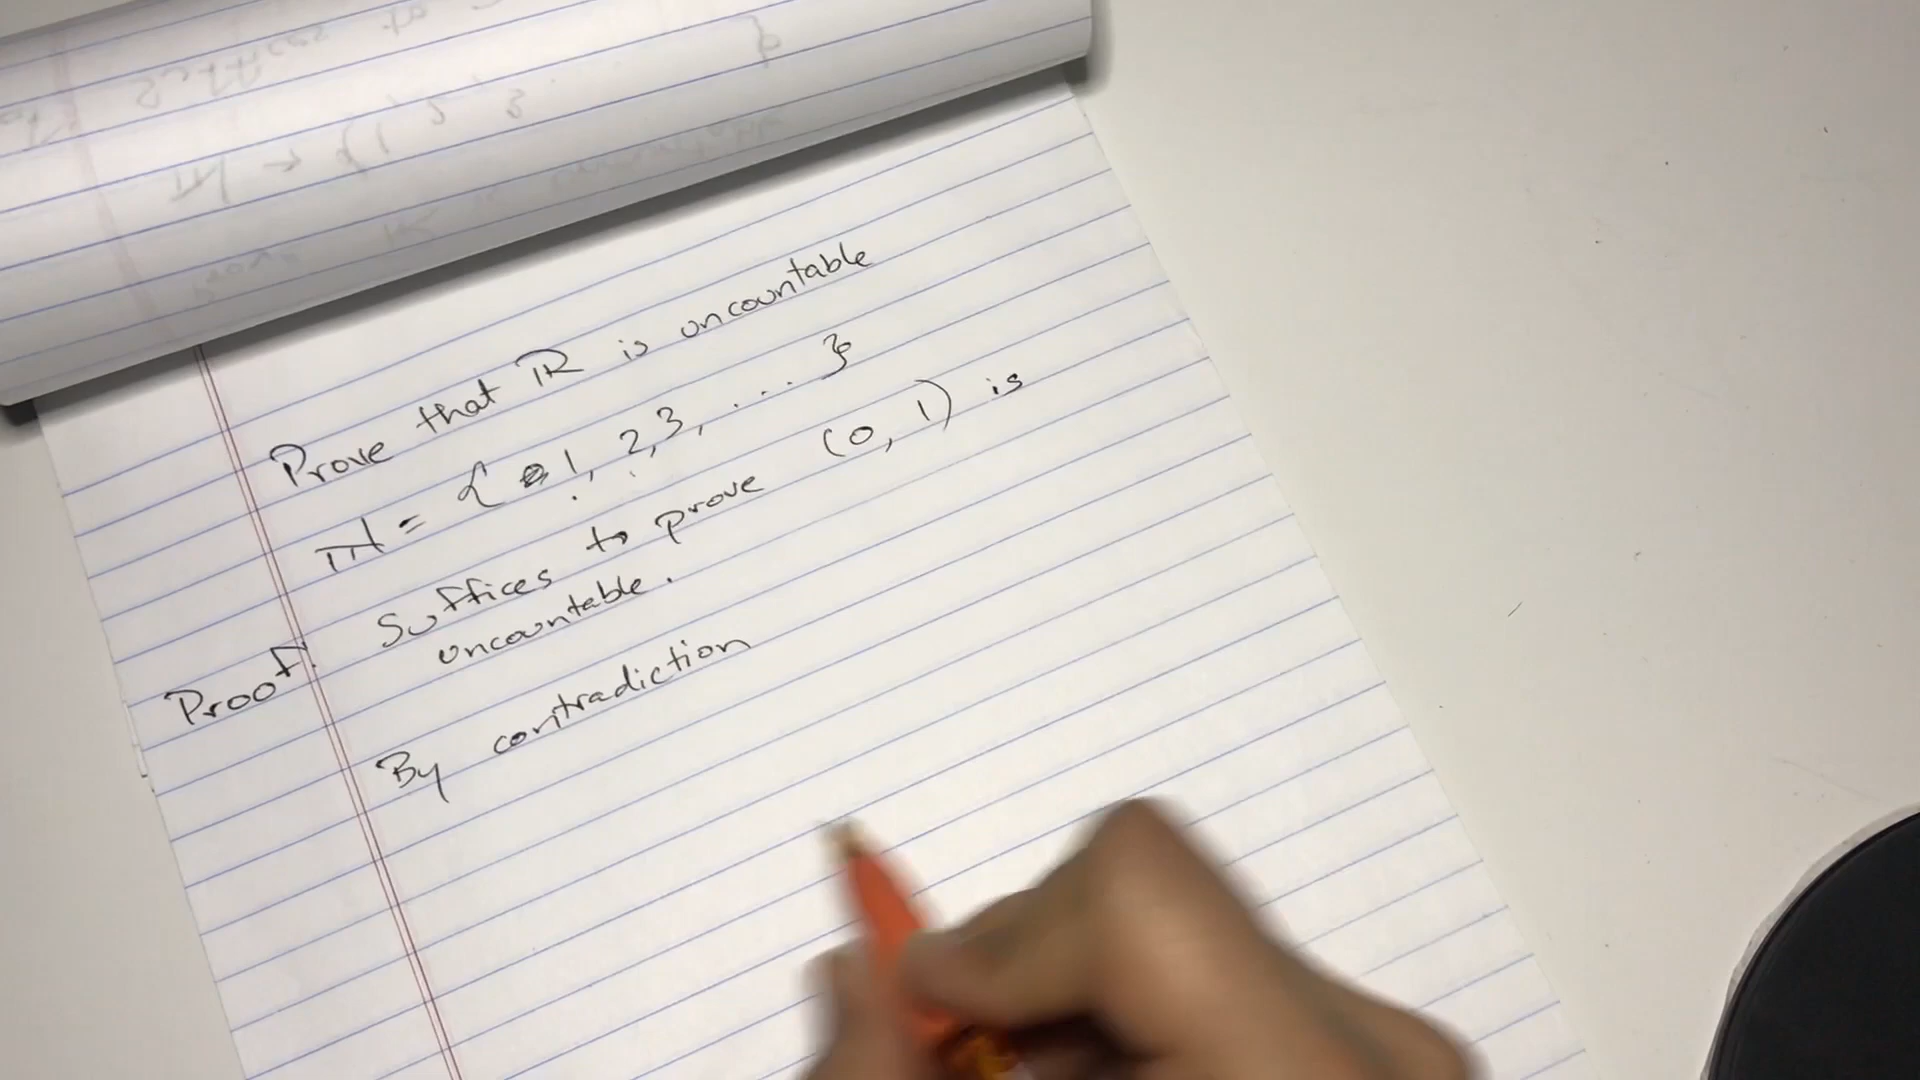 Prove that ℝ is uncountable
ℕ = { 1, 2, 3, ... }
Proof. Suffices to prove (0, 1) is
uncountable.
By contradiction